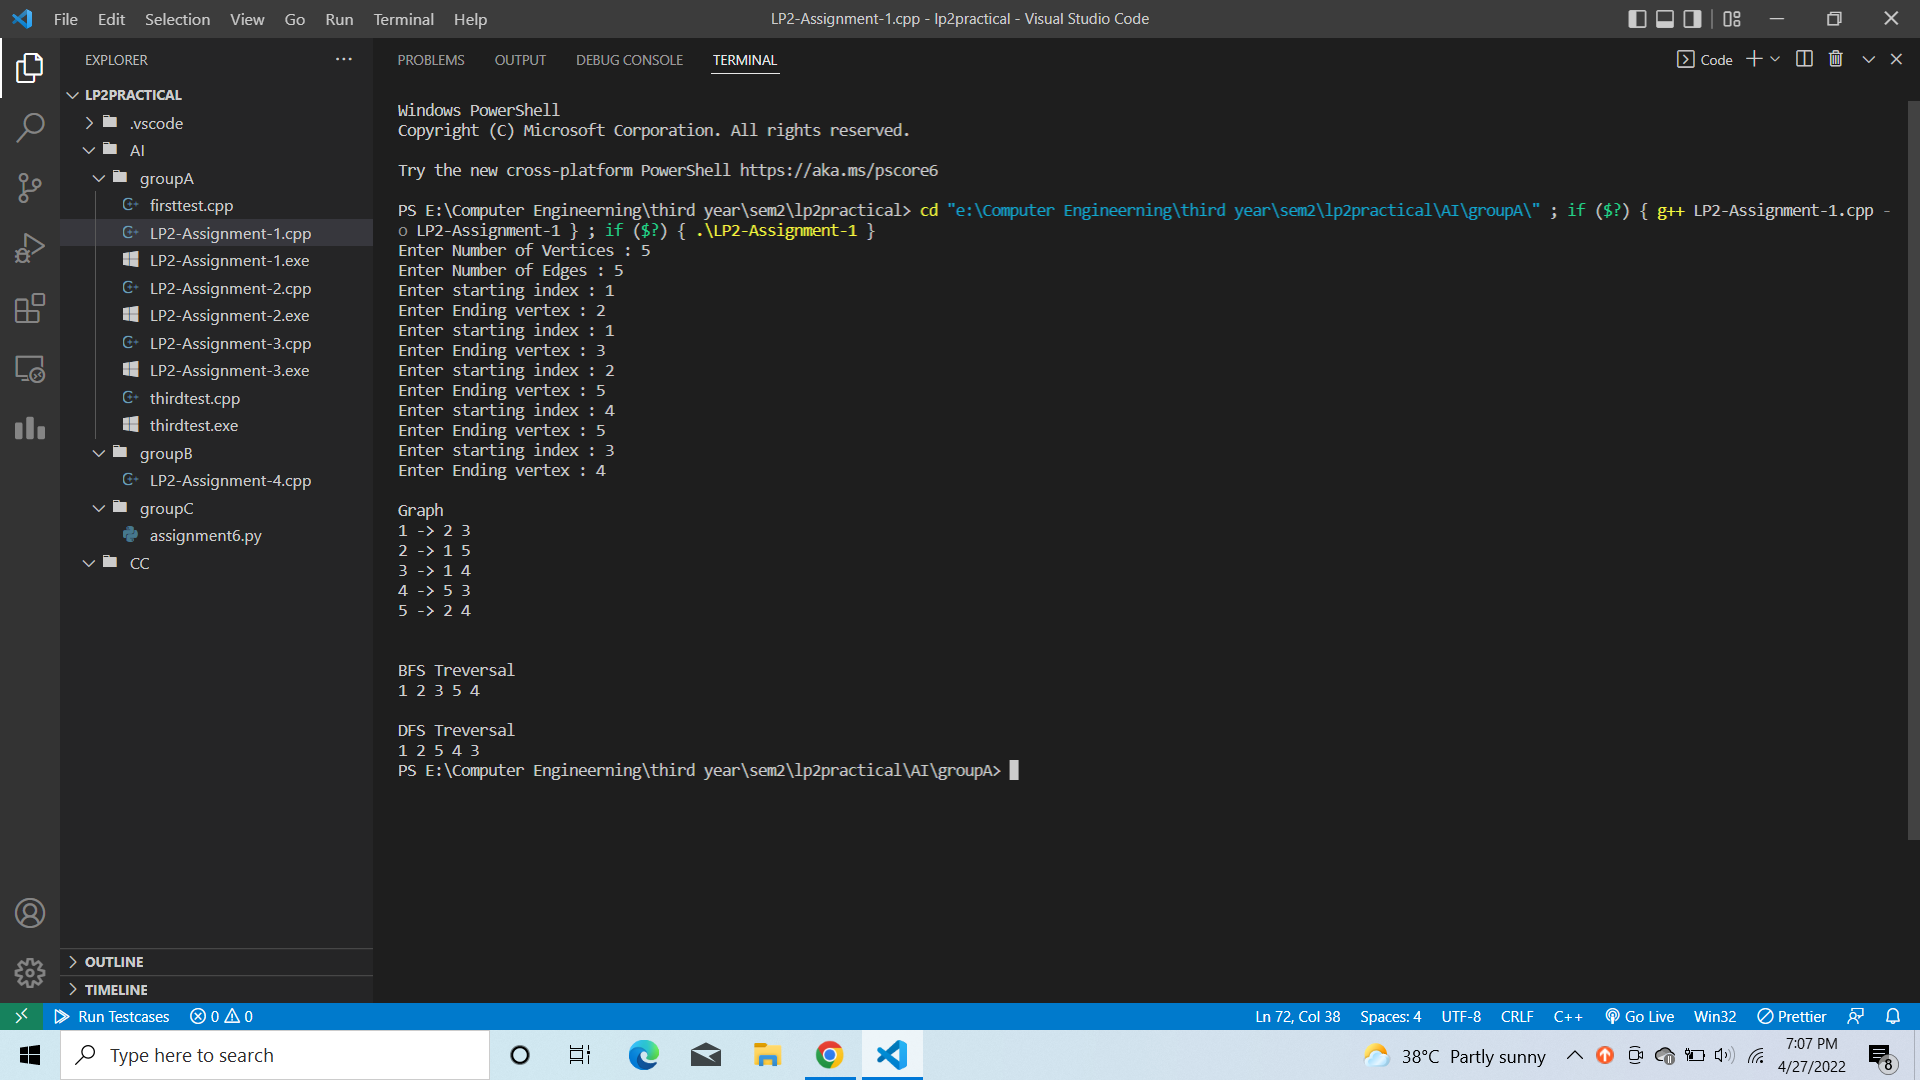 File Edit Selection View Go Run Terminal Help
LP2-Assignment-1.cpp - lp2practical - Visual Studio Code
EXPLORER
LP2PRACTICAL
.vscode
AI
groupA
firsttest.cpp
LP2-Assignment-1.cpp
LP2-Assignment-1.exe
LP2-Assignment-2.cpp
LP2-Assignment-2.exe
LP2-Assignment-3.cpp
LP2-Assignment-3.exe
thirdtest.cpp
thirdtest.exe
groupB
LP2-Assignment-4.cpp
groupC
assignment6.py
CC
OUTLINE
TIMELINE
PROBLEMS OUTPUT DEBUG CONSOLE TERMINAL
Code
Windows PowerShell
Copyright (C) Microsoft Corporation. All rights reserved.
Try the new cross-platform PowerShell https://aka.ms/pscore6
PS E:\Computer Engineerning\third year\sem2\lp2practical> cd "e:\Computer Engineerning\third year\sem2\lp2practical\AI\groupA\" ; if ($?) { g++ LP2-Assignment-1.cpp -
o LP2-Assignment-1 } ; if ($?) { .\LP2-Assignment-1 }
Enter Number of Vertices : 5
Enter Number of Edges : 5
Enter starting index : 1
Enter Ending vertex : 2
Enter starting index : 1
Enter Ending vertex : 3
Enter starting index : 2
Enter Ending vertex : 5
Enter starting index : 4
Enter Ending vertex : 5
Enter starting index : 3
Enter Ending vertex : 4
Graph
1 -> 2 3
2 -> 1 5
3 -> 1 4
4 -> 5 3
5 -> 2 4
BFS Treversal
1 2 3 5 4
DFS Treversal
1 2 5 4 3
PS E:\Computer Engineerning\third year\sem2\lp2practical\AI\groupA>
Run Testcases 0 0 Ln 72, Col 38 Spaces: 4 UTF-8 CRLF C++ Go Live Win32 Prettier
Type here to search
38°C Partly sunny
7:07 PM
4/27/2022
8